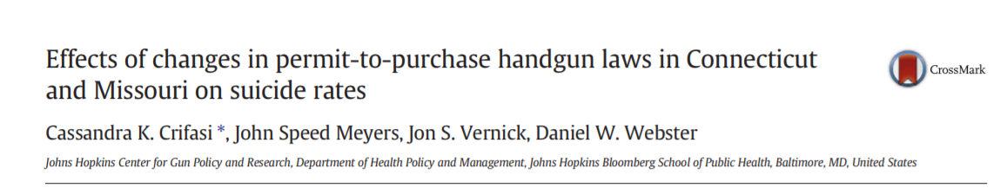 Effects of changes in permit-to-purchase handgun laws in Connecticut
and Missouri on suicide rates
CrossMark
Cassandra K. Crifasi *, John Speed Meyers, Jon S. Vernick, Daniel W. Webster
Johns Hopkins Center for Gun Policy and Research, Department of Health Policy and Management, Johns Hopkins Bloomberg School of Public Health, Baltimore, MD, United States